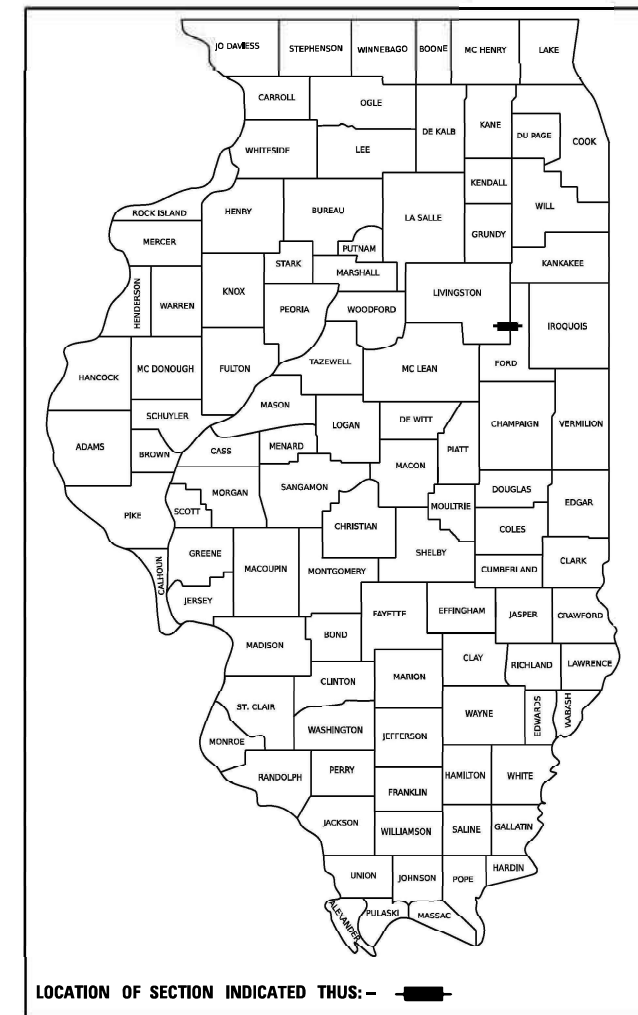 JO DAVIESS STEPHENSON WINNEBAGO BOONE MC HENRY LAKE
CARROLL OGLE DE KALB KANE DU PAGE COOK
WHITESIDE LEE
KENDALL WILL
ROCK ISLAND HENRY BUREAU LA SALLE
GRUNDY
MERCER PUTNAM
STARK MARSHALL KANKAKEE
HENDERSON WARREN KNOX PEORIA WOODFORD LIVINGSTON IROQUOIS
HANCOCK MC DONOUGH FULTON TAZEWELL MC LEAN FORD
MASON
SCHUYLER LOGAN DE WITT CHAMPAIGN VERMILION
ADAMS BROWN CASS MENARD PIATT
MACON
MORGAN SANGAMON DOUGLAS
PIKE SCOTT MOULTRIE EDGAR
CHRISTIAN COLES
GREENE SHELBY
CALHOUN MACOUPIN MONTGOMERY CUMBERLAND CLARK
JERSEY FAYETTE EFFINGHAM JASPER CRAWFORD
MADISON BOND
CLAY RICHLAND LAWRENCE
CLINTON MARION
ST. CLAIR WAYNE EDWARDS WABASH
MONROE WASHINGTON JEFFERSON
RANDOLPH PERRY HAMILTON WHITE
FRANKLIN
JACKSON WILLIAMSON SALINE GALLATIN
UNION JOHNSON POPE HARDIN
ALEXANDER PULASKI MASSAC
LOCATION OF SECTION INDICATED THUS: –